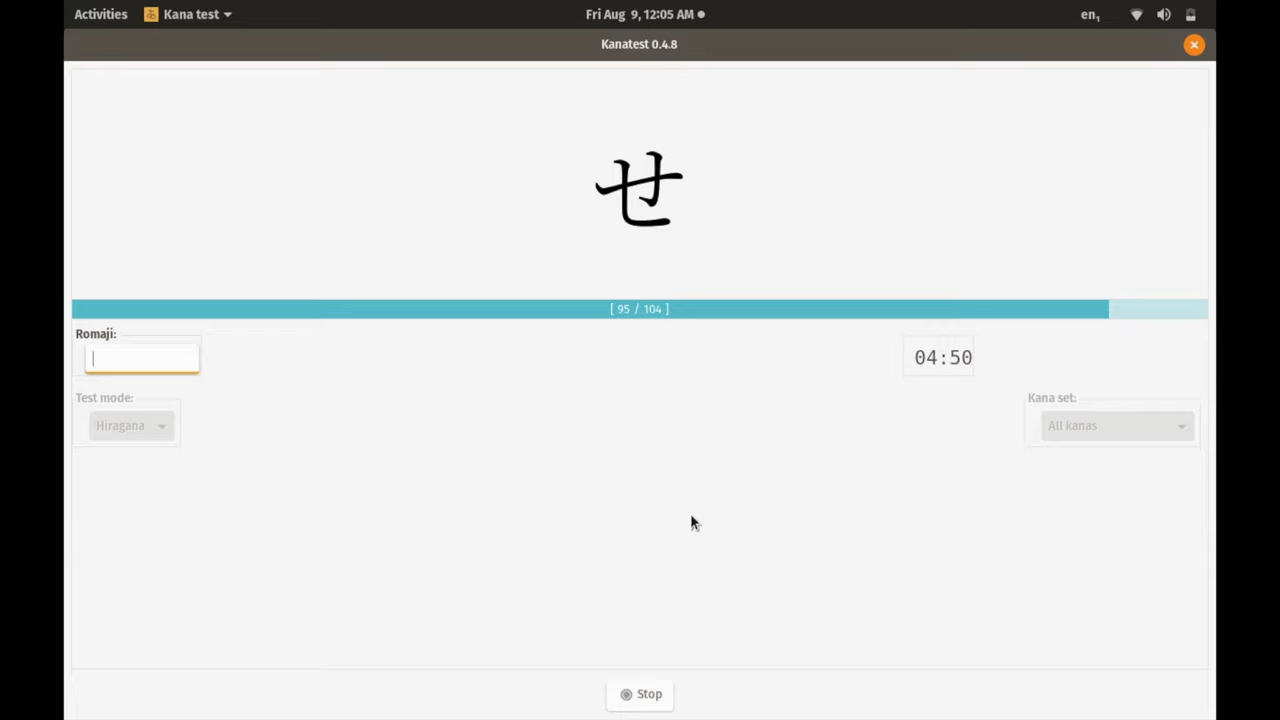 Activities Kana test Fri Aug 9, 12:05 AM en₁
Kanatest 0.4.8
せ
[ 95 / 104 ]
Romaji:
04:50
Test mode: Kana set:
Hiragana All kanas
Stop